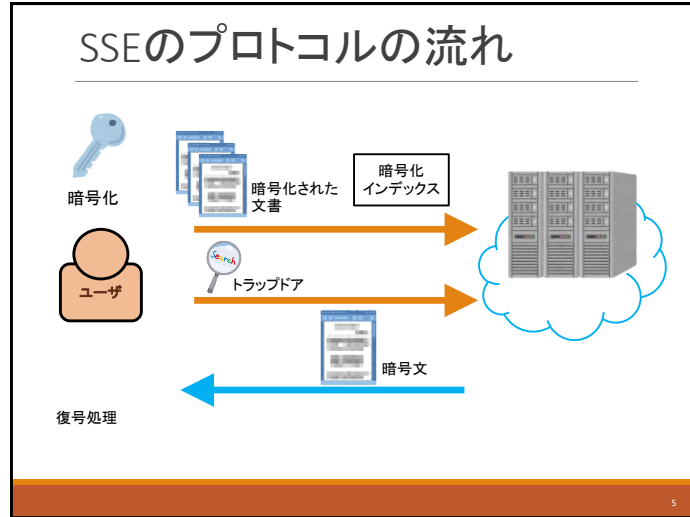 SSEのプロトコルの流れ
暗号化
暗号化された
文書
暗号化
インデックス
ユーザ
Search
トラップドア
暗号文
復号処理
5